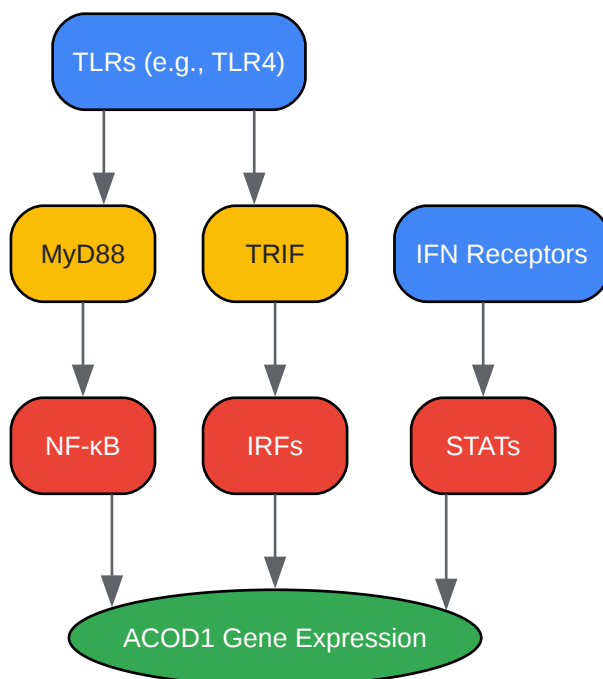 TLRs (e.g., TLR4)
MyD88
TRIF
IFN Receptors
NF-κB
IRFs
STATs
ACOD1 Gene Expression